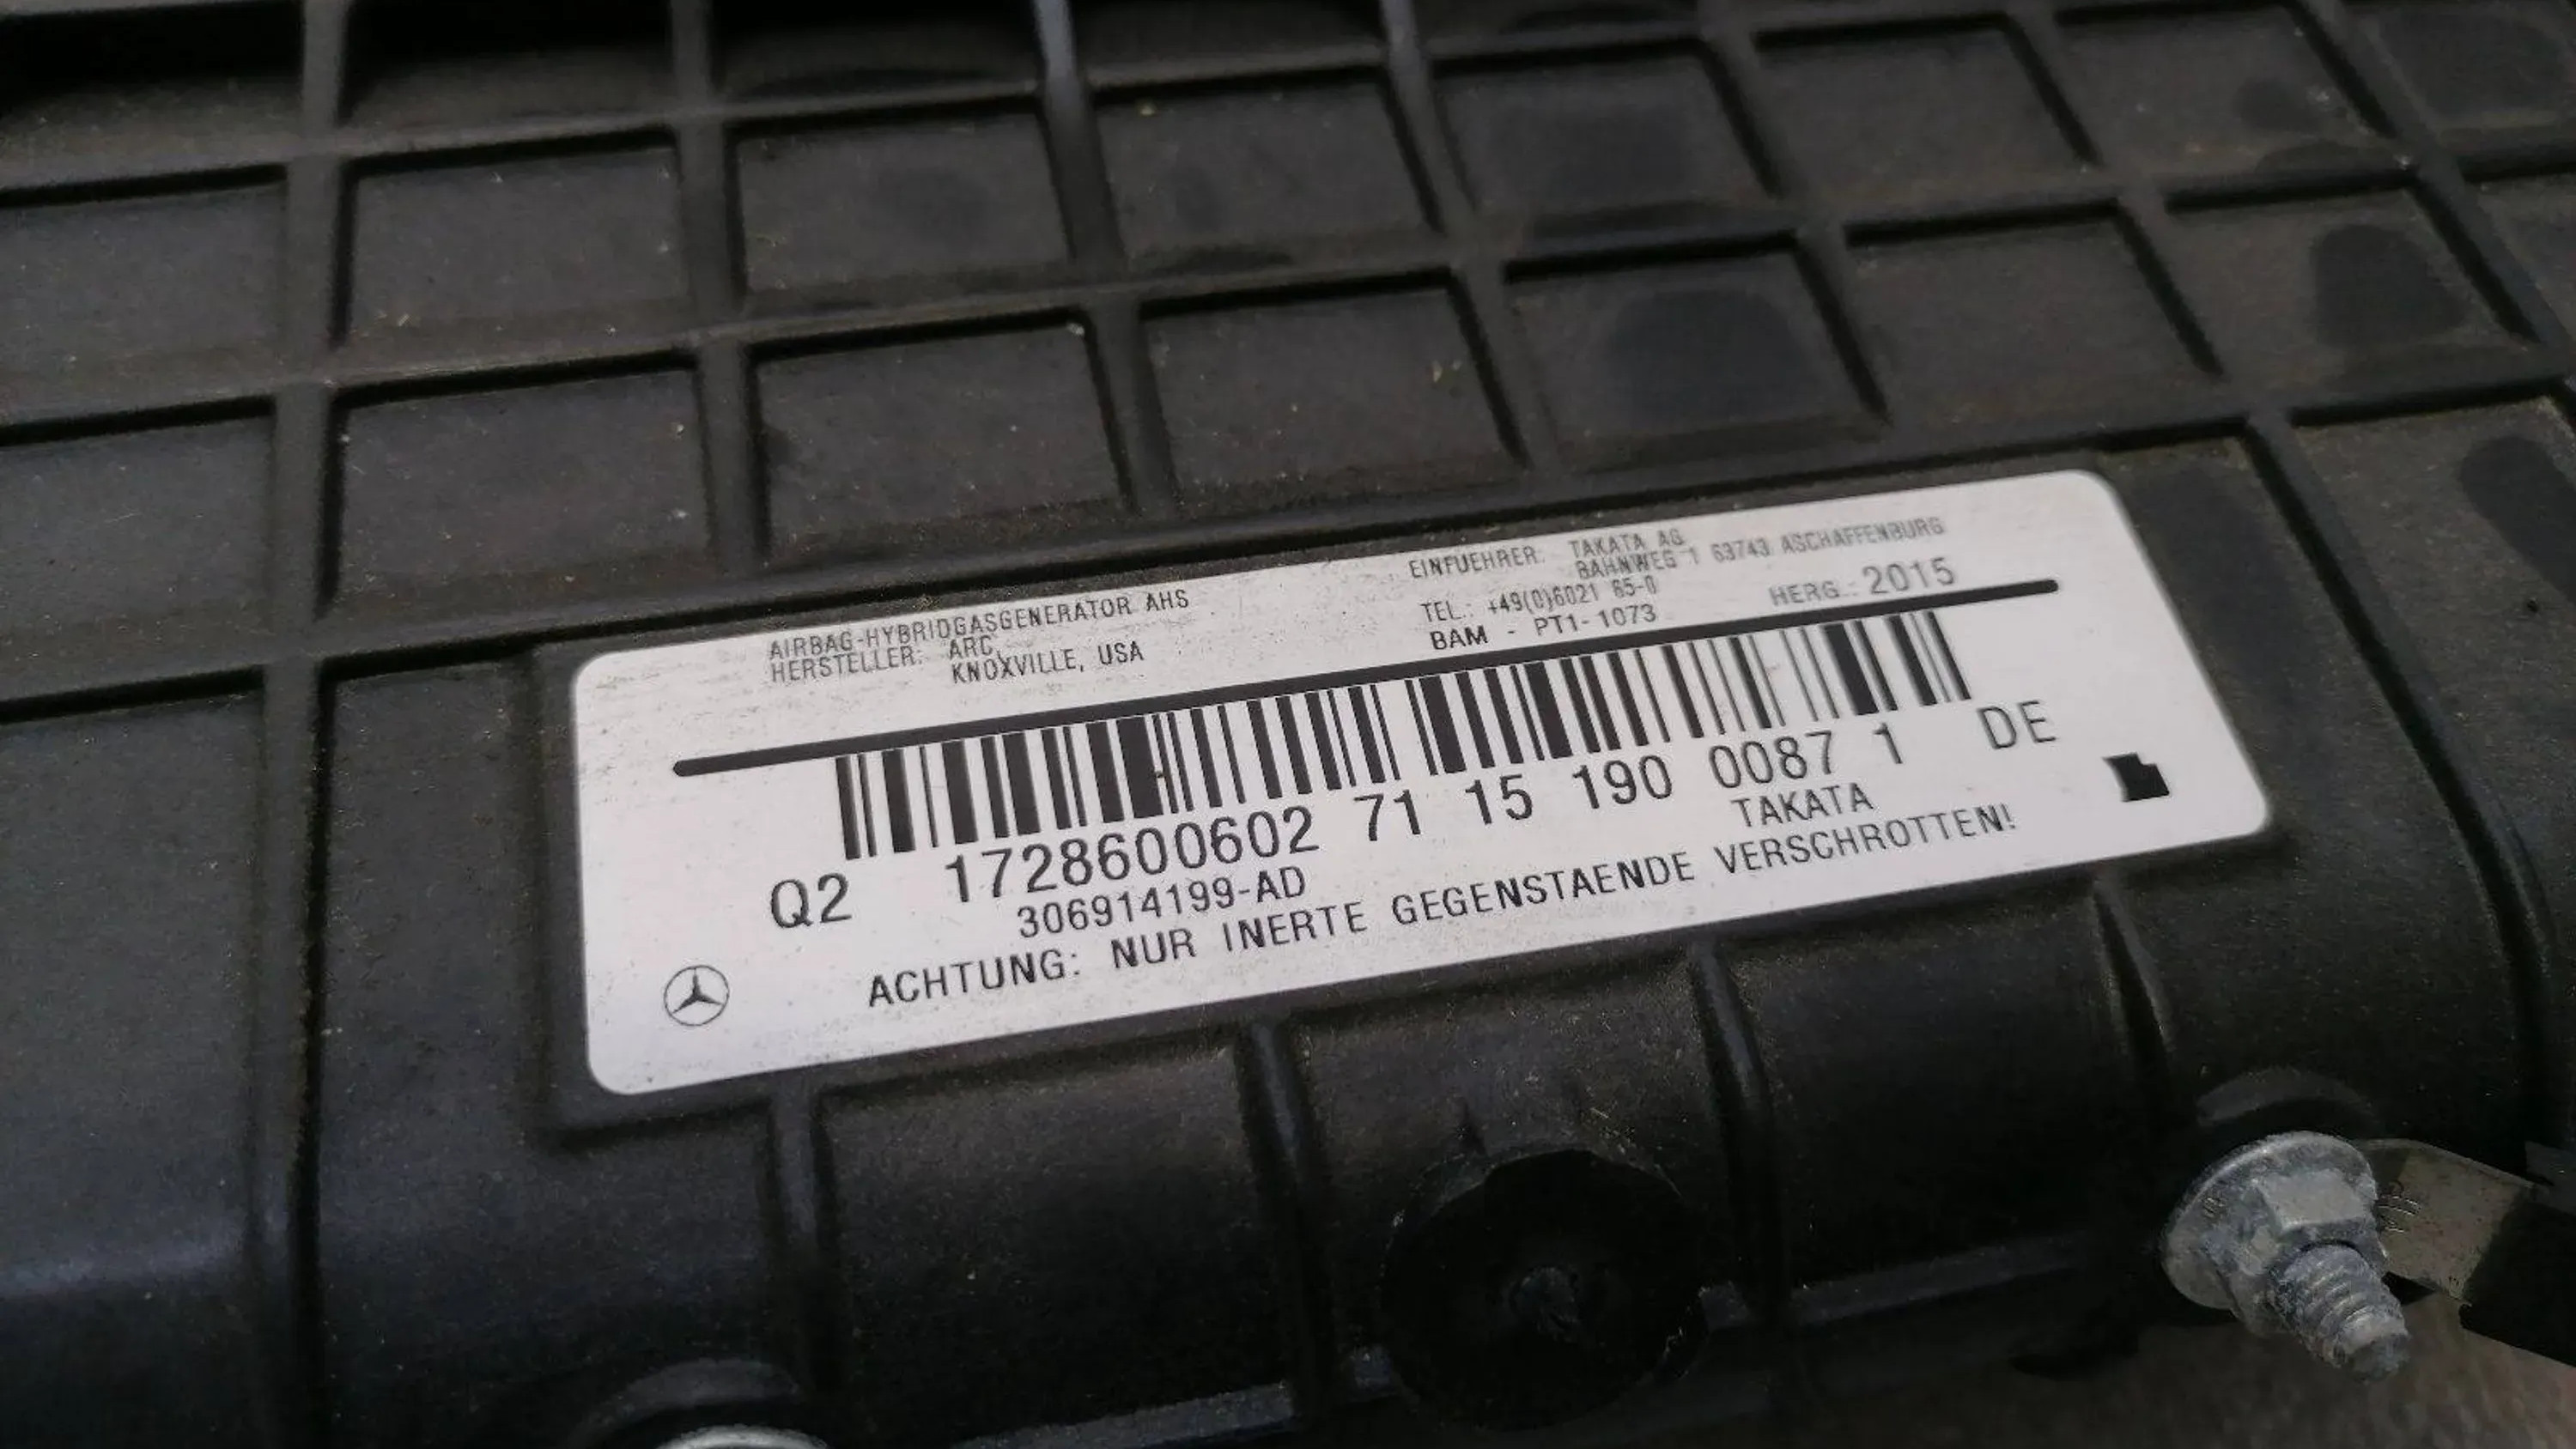 AIRBAG-HYBRIDGASGENERATOR AHS
HERSTELLER: ARC,
KNOXVILLE, USA
EINFUEHRER: TAKATA AG
BAHNWEG 1 63743 ASCHAFFENBURG
TEL.: +49(0)6021 65-0
BAM - PT1-1073 HERG.: 2015
Q2 1728600602 71 15 190 0087 1 DE
306914199-AD TAKATA
ACHTUNG: NUR INERTE GEGENSTAENDE VERSCHROTTEN!